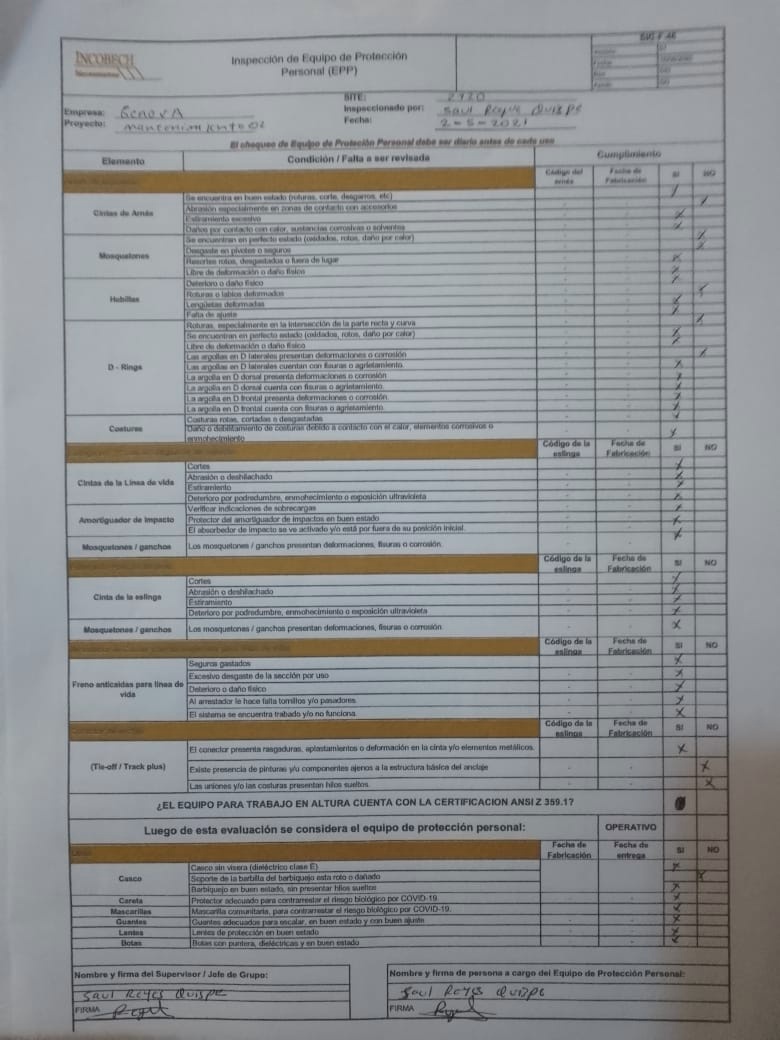 INCOBECH
Inspección de Equipo de Protección
Personal (EPP)
SIG-F-46
Empresa: Genova
Proyecto: mantenimiento 02
SITE: 2920
Inspeccionado por: Saul Reyes Quispe
Fecha: 2-5-2021
El chequeo de Equipo de Protección Personal debe ser diario antes de cada uso
Elemento Condición / Falta a ser revisada Cumplimiento
Código del arnés Fecha de Fabricación SI NO
Cintas de Arnés
Se encuentra en buen estado (roturas, corte, desgarros, etc)
Abrasión especialmente en zonas de contacto con accesorios
Estiramiento excesivo
Daños por contacto con calor, sustancias corrosivas o solventes
Mosquetones
Se encuentran en perfecto estado (oxidados, rotos, daño por calor)
Desgaste en pivotes o seguros
Resortes rotos, desgastados o fuera de lugar
Libre de deformación o daño físico
Hebillas
Deterioro o daño físico
Roturas o labios deformados
Lengüetas deformadas
Falta de ajuste
D - Rings
Roturas, especialmente en la intersección de la parte recta y curva
Se encuentran en perfecto estado (oxidados, rotos, daño por calor)
Libre de deformación o daño físico
Las argollas en D laterales presentan deformaciones o corrosión
Las argollas en D laterales cuentan con fisuras o agrietamiento.
La argolla en D dorsal presenta deformaciones o corrosión
La argolla en D dorsal cuenta con fisuras o agrietamiento.
La argolla en D frontal presenta deformaciones o corrosión.
La argolla en D frontal cuenta con fisuras o agrietamiento.
Costuras
Costuras rotas, cortadas o desgastadas
Daño o debilitamiento de costuras debido a contacto con el calor, elementos corrosivos o
enmohecimiento
Código de la eslinga Fecha de Fabricación SI NO
Cintas de la Línea de vida
Cortes
Abrasión o deshilachado
Estiramiento
Deterioro por podredumbre, enmohecimiento o exposición ultravioleta
Amortiguador de impacto
Verificar indicaciones de sobrecargas
Protector del amortiguador de impactos en buen estado
El absorbedor de impacto se ve activado y/o está por fuera de su posición inicial.
Mosquetones / ganchos Los mosquetones / ganchos presentan deformaciones, fisuras o corrosión.
Código de la eslinga Fecha de Fabricación SI NO
Cinta de la eslinga
Cortes
Abrasión o deshilachado
Estiramiento
Deterioro por podredumbre, enmohecimiento o exposición ultravioleta
Mosquetones / ganchos Los mosquetones / ganchos presentan deformaciones, fisuras o corrosión.
Código de la eslinga Fecha de Fabricación SI NO
Freno anticaídas para línea de vida
Seguros gastados
Excesivo desgaste de la sección por uso
Deterioro o daño físico
Al arrestador le hace falta tornillos y/o pasadores.
El sistema se encuentra trabado y/o no funciona.
Código de la eslinga Fecha de Fabricación SI NO
(Tie-off / Track plus)
El conector presenta rasgaduras, aplastamientos o deformación en la cinta y/o elementos metálicos.
Existe presencia de pinturas y/u componentes ajenos a la estructura básica del anclaje
Las uniones y/o las costuras presentan hilos sueltos.
¿EL EQUIPO PARA TRABAJO EN ALTURA CUENTA CON LA CERTIFICACION ANSI Z 359.1?
Luego de esta evaluación se considera el equipo de protección personal: OPERATIVO
Fecha de Fabricación Fecha de entrega SI NO
Casco
Casco sin visera (dieléctrico clase E)
Soporte de la barbilla del barbiquejo esta roto o dañado
Barbiquejo en buen estado, sin presentar hilos sueltos
Careta Protector adecuado para contrarrestar el riesgo biológico por COVID-19.
Mascarillas Mascarilla comunitaria, para contrarrestar el riesgo biológico por COVID-19.
Guantes Guantes adecuados para escalar, en buen estado y con buen ajuste
Lentes Lentes de protección en buen estado
Botas Botas con puntera, dieléctricas y en buen estado
Nombre y firma del Supervisor / Jefe de Grupo:
Saul Reyes Quispe
FIRMA
Nombre y firma de persona a cargo del Equipo de Protección Personal:
Saul Reyes Quispe
FIRMA